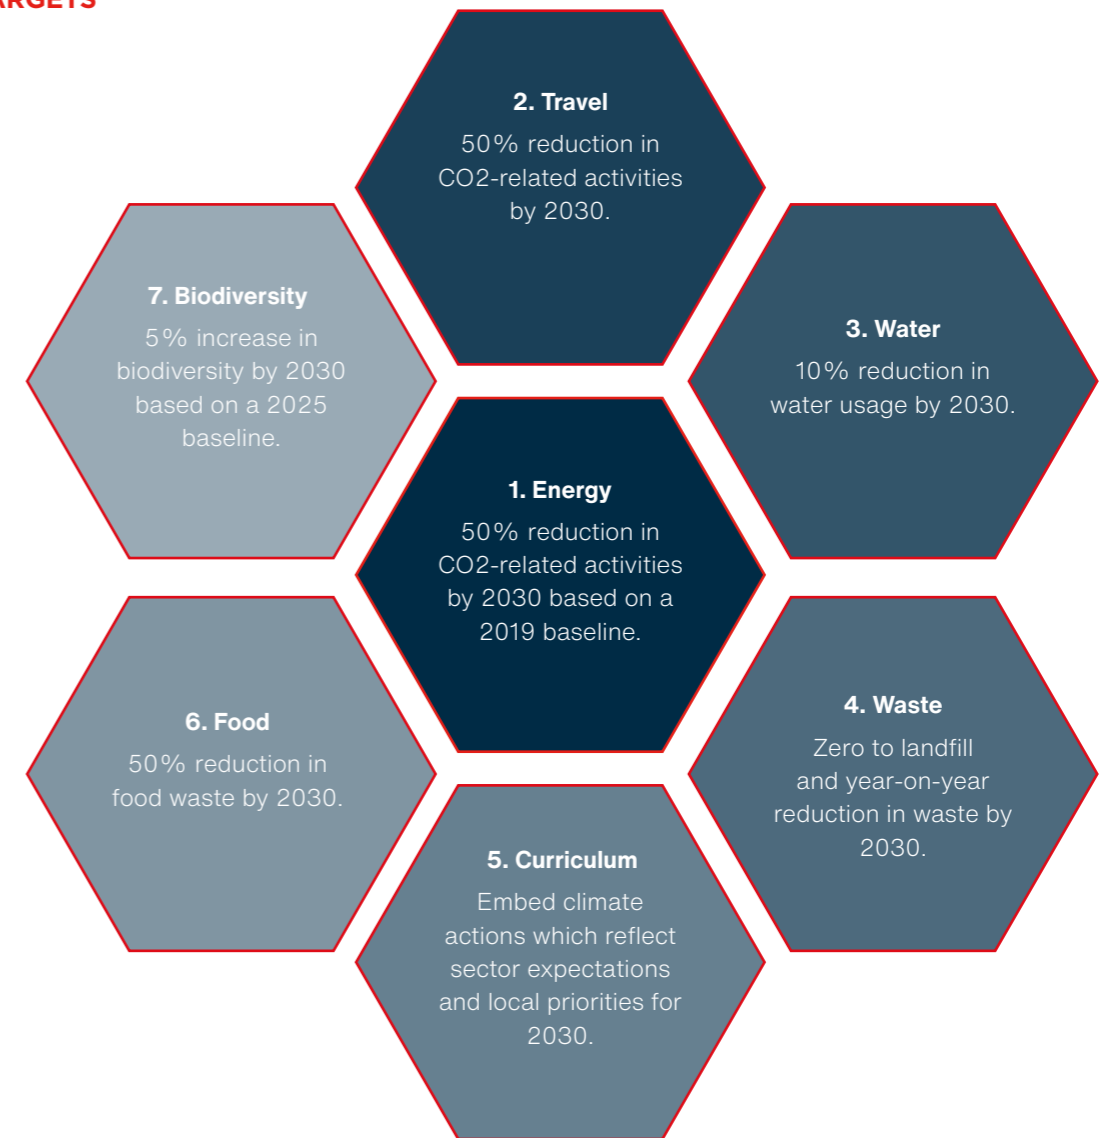 2. Travel
50% reduction in
CO2-related activities
by 2030.
7. Biodiversity
5% increase in
biodiversity by 2030
based on a 2025
baseline.
3. Water
10% reduction in
water usage by 2030.
1. Energy
50% reduction in
CO2-related activities
by 2030 based on a
2019 baseline.
6. Food
50% reduction in
food waste by 2030.
4. Waste
Zero to landfill
and year-on-year
reduction in waste by
2030.
5. Curriculum
Embed climate
actions which reflect
sector expectations
and local priorities for
2030.